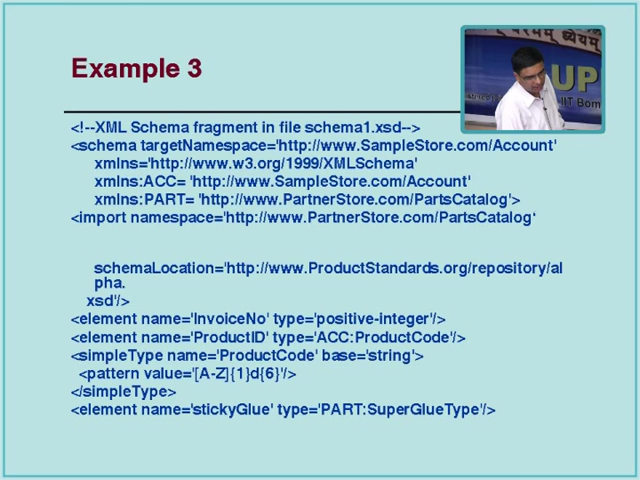 Example 3
<!--XML Schema fragment in file schema1.xsd-->
<schema targetNamespace='http://www.SampleStore.com/Account'
xmlns='http://www.w3.org/1999/XMLSchema'
xmlns:ACC= 'http://www.SampleStore.com/Account'
xmlns:PART= 'http://www.PartnerStore.com/PartsCatalog'>
<import namespace='http://www.PartnerStore.com/PartsCatalog‘
schemaLocation='http://www.ProductStandards.org/repository/al
pha.
xsd'/>
<element name='InvoiceNo' type='positive-integer'/>
<element name='ProductID' type='ACC:ProductCode'/>
<simpleType name='ProductCode' base='string'>
<pattern value='[A-Z]{1}d{6}'/>
</simpleType>
<element name='stickyGlue' type='PART:SuperGlueType'/>
ध्येयम्
UP
IIT Bom